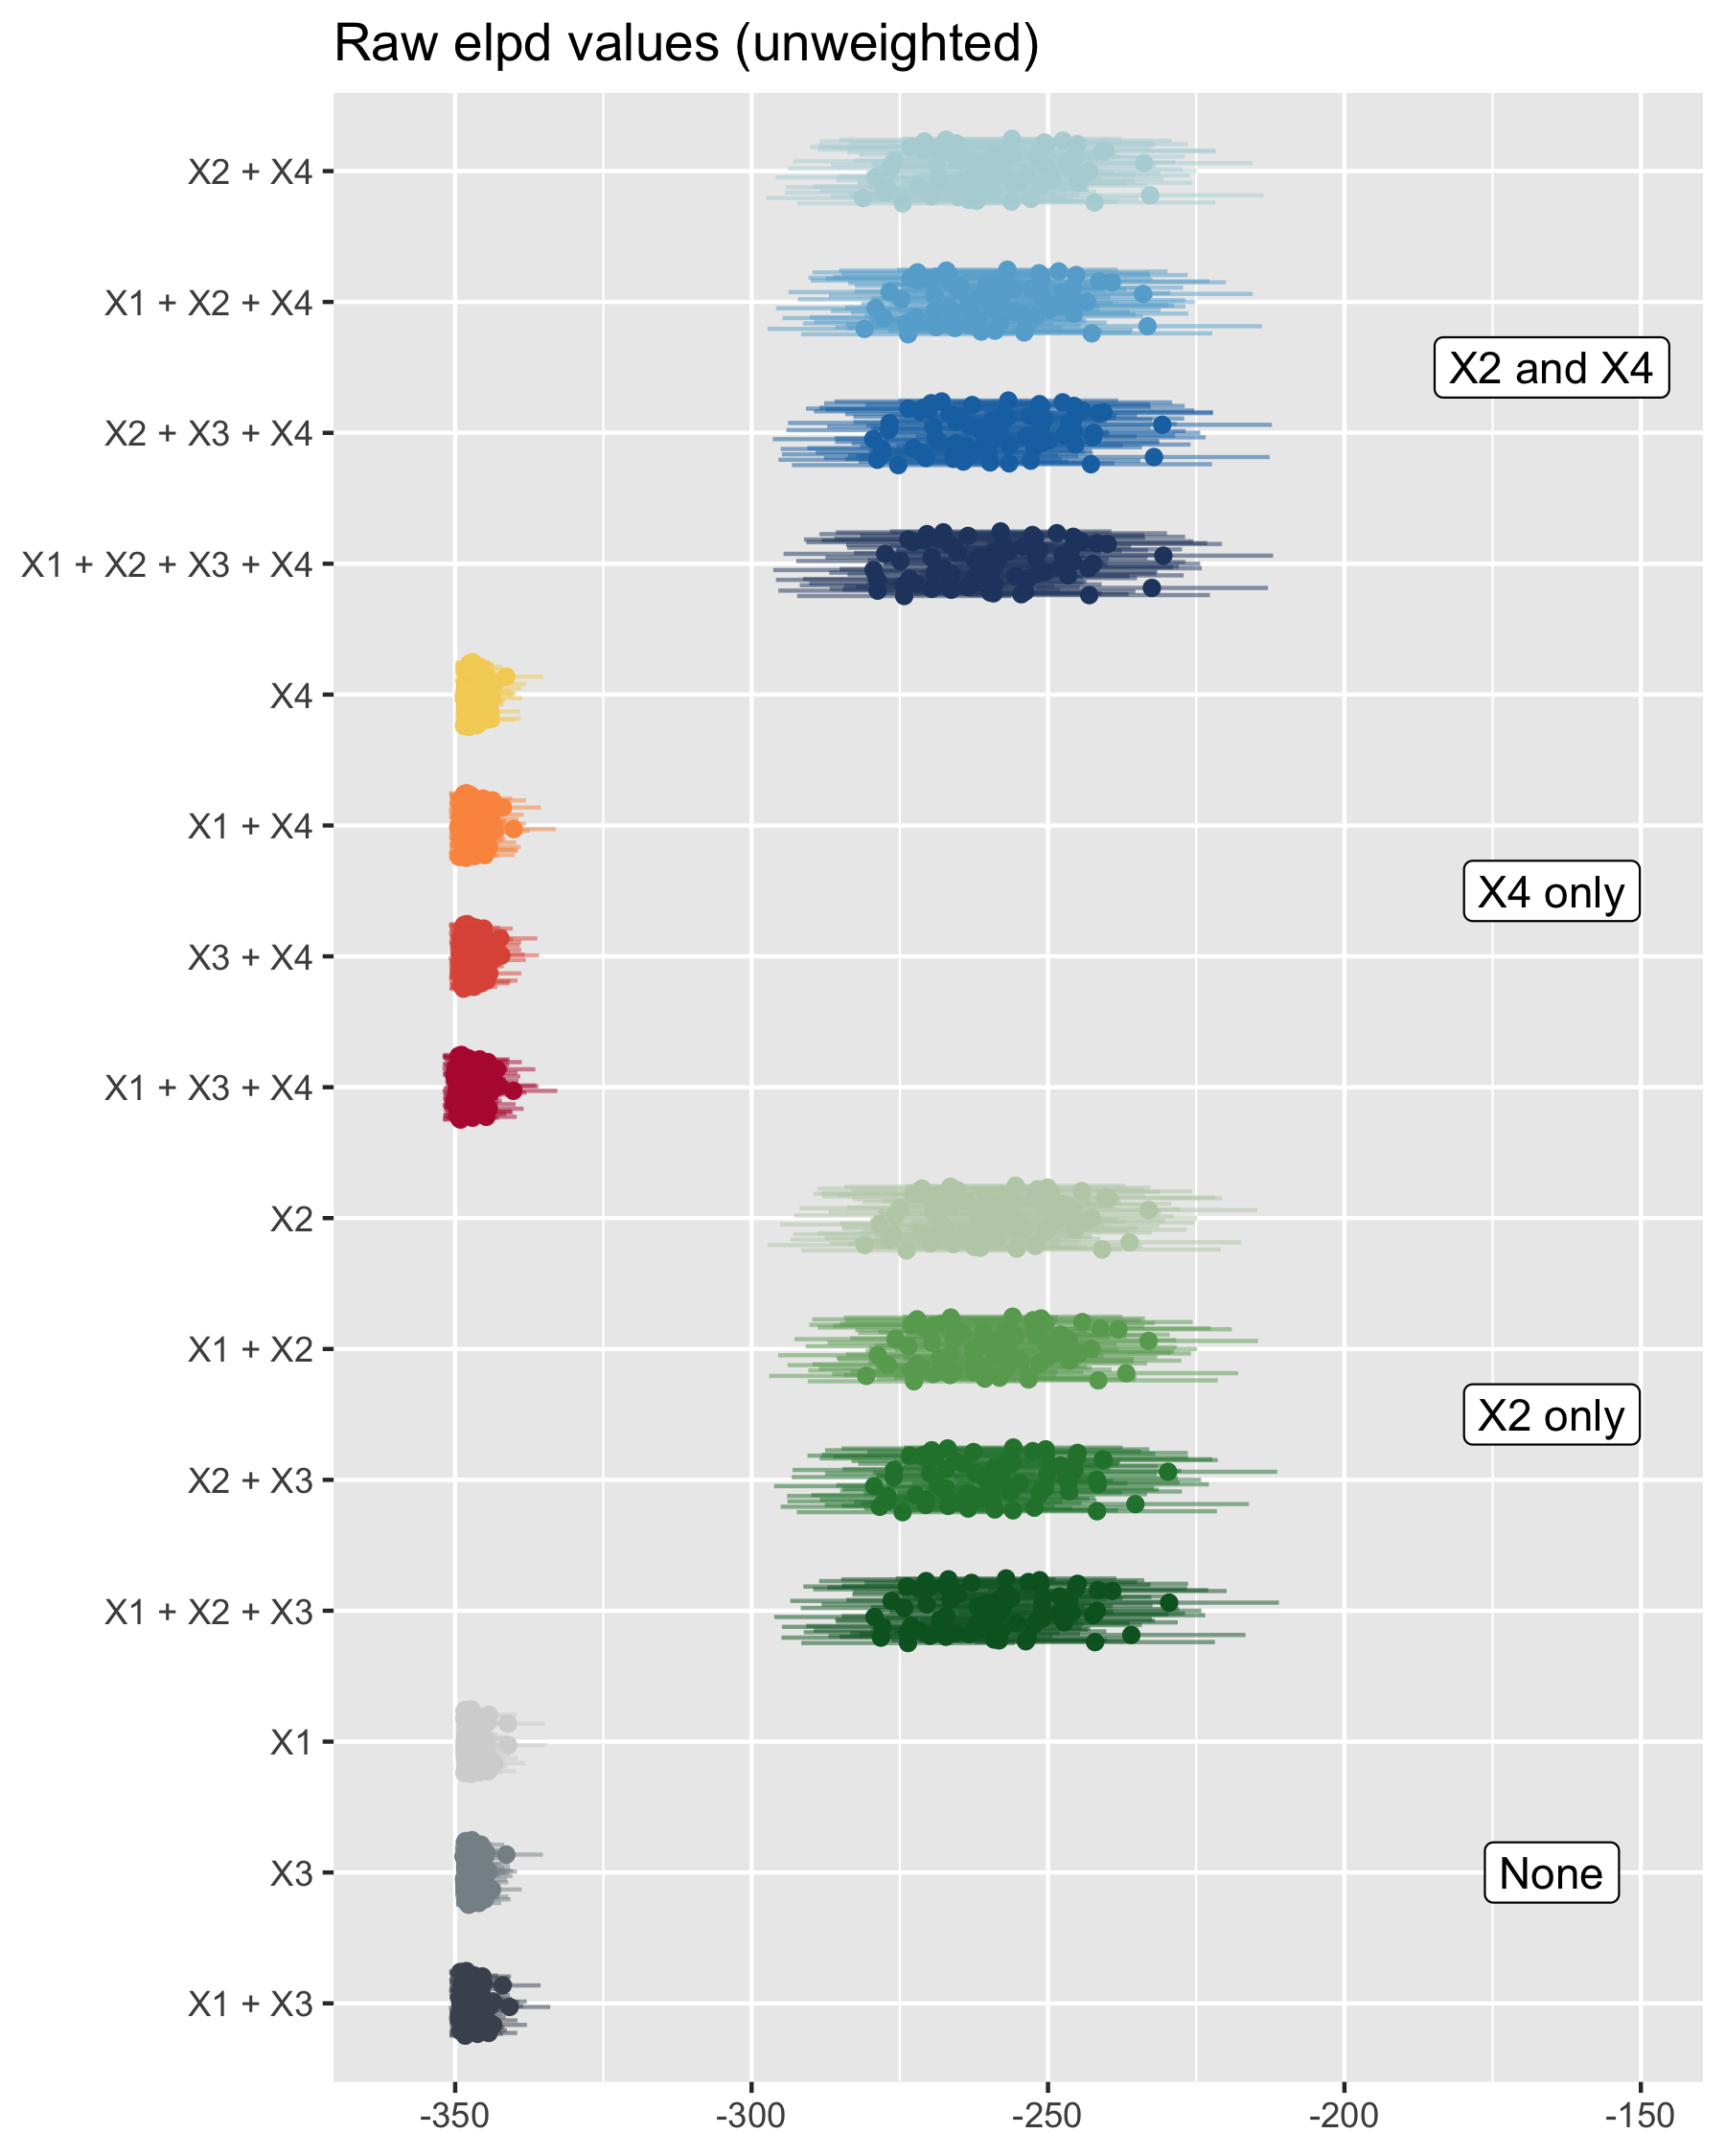 Raw elpd values (unweighted)
X2 + X4
X1 + X2 + X4
X2 and X4
X2 + X3 + X4
X1 + X2 + X3 + X4
X4
X1 + X4
X4 only
X3 + X4
X1 + X3 + X4
X2
X1 + X2
X2 only
X2 + X3
X1 + X2 + X3
X1
X3
None
X1 + X3
-350 -300 -250 -200 -150